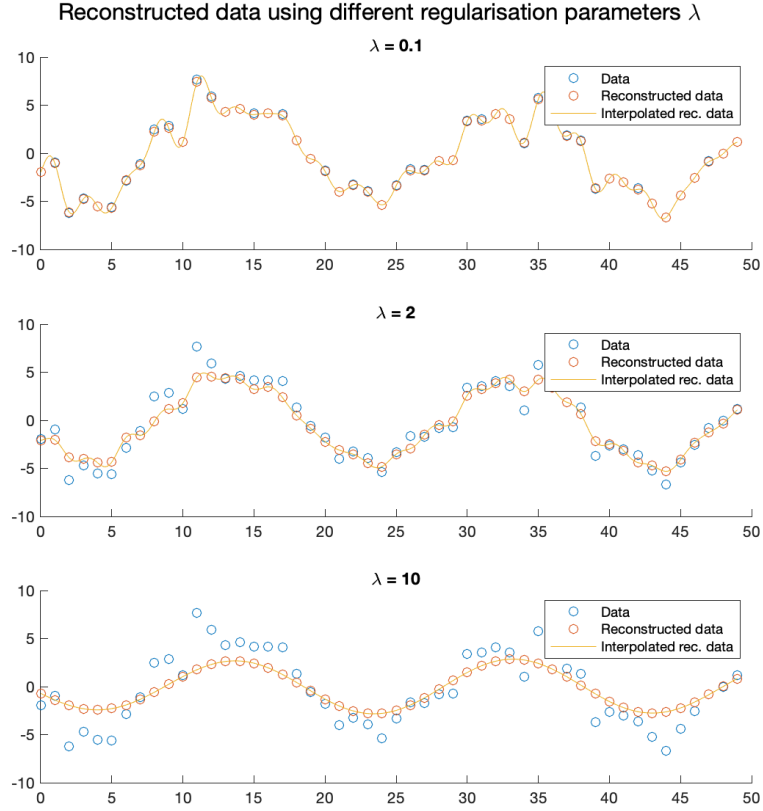 Reconstructed data using different regularisation parameters λ
λ = 0.1
10
5
0
-5
-10
0 5 10 15 20 25 30 35 40 45 50
Data
Reconstructed data
Interpolated rec. data
λ = 2
10
5
0
-5
-10
0 5 10 15 20 25 30 35 40 45 50
Data
Reconstructed data
Interpolated rec. data
λ = 10
10
5
0
-5
-10
0 5 10 15 20 25 30 35 40 45 50
Data
Reconstructed data
Interpolated rec. data